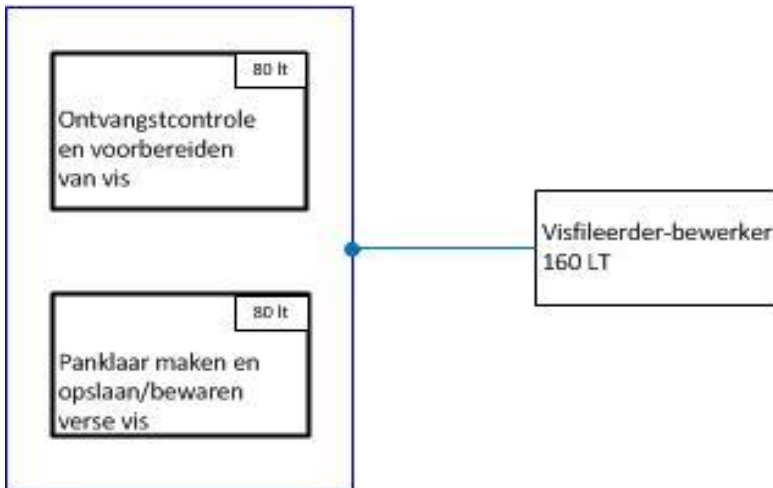 80 lt
Ontvangstcontrole
en voorbereiden
van vis
Visfileerder-bewerker
160 LT
80 lt
Panklaar maken en
opslaan/bewaren
verse vis